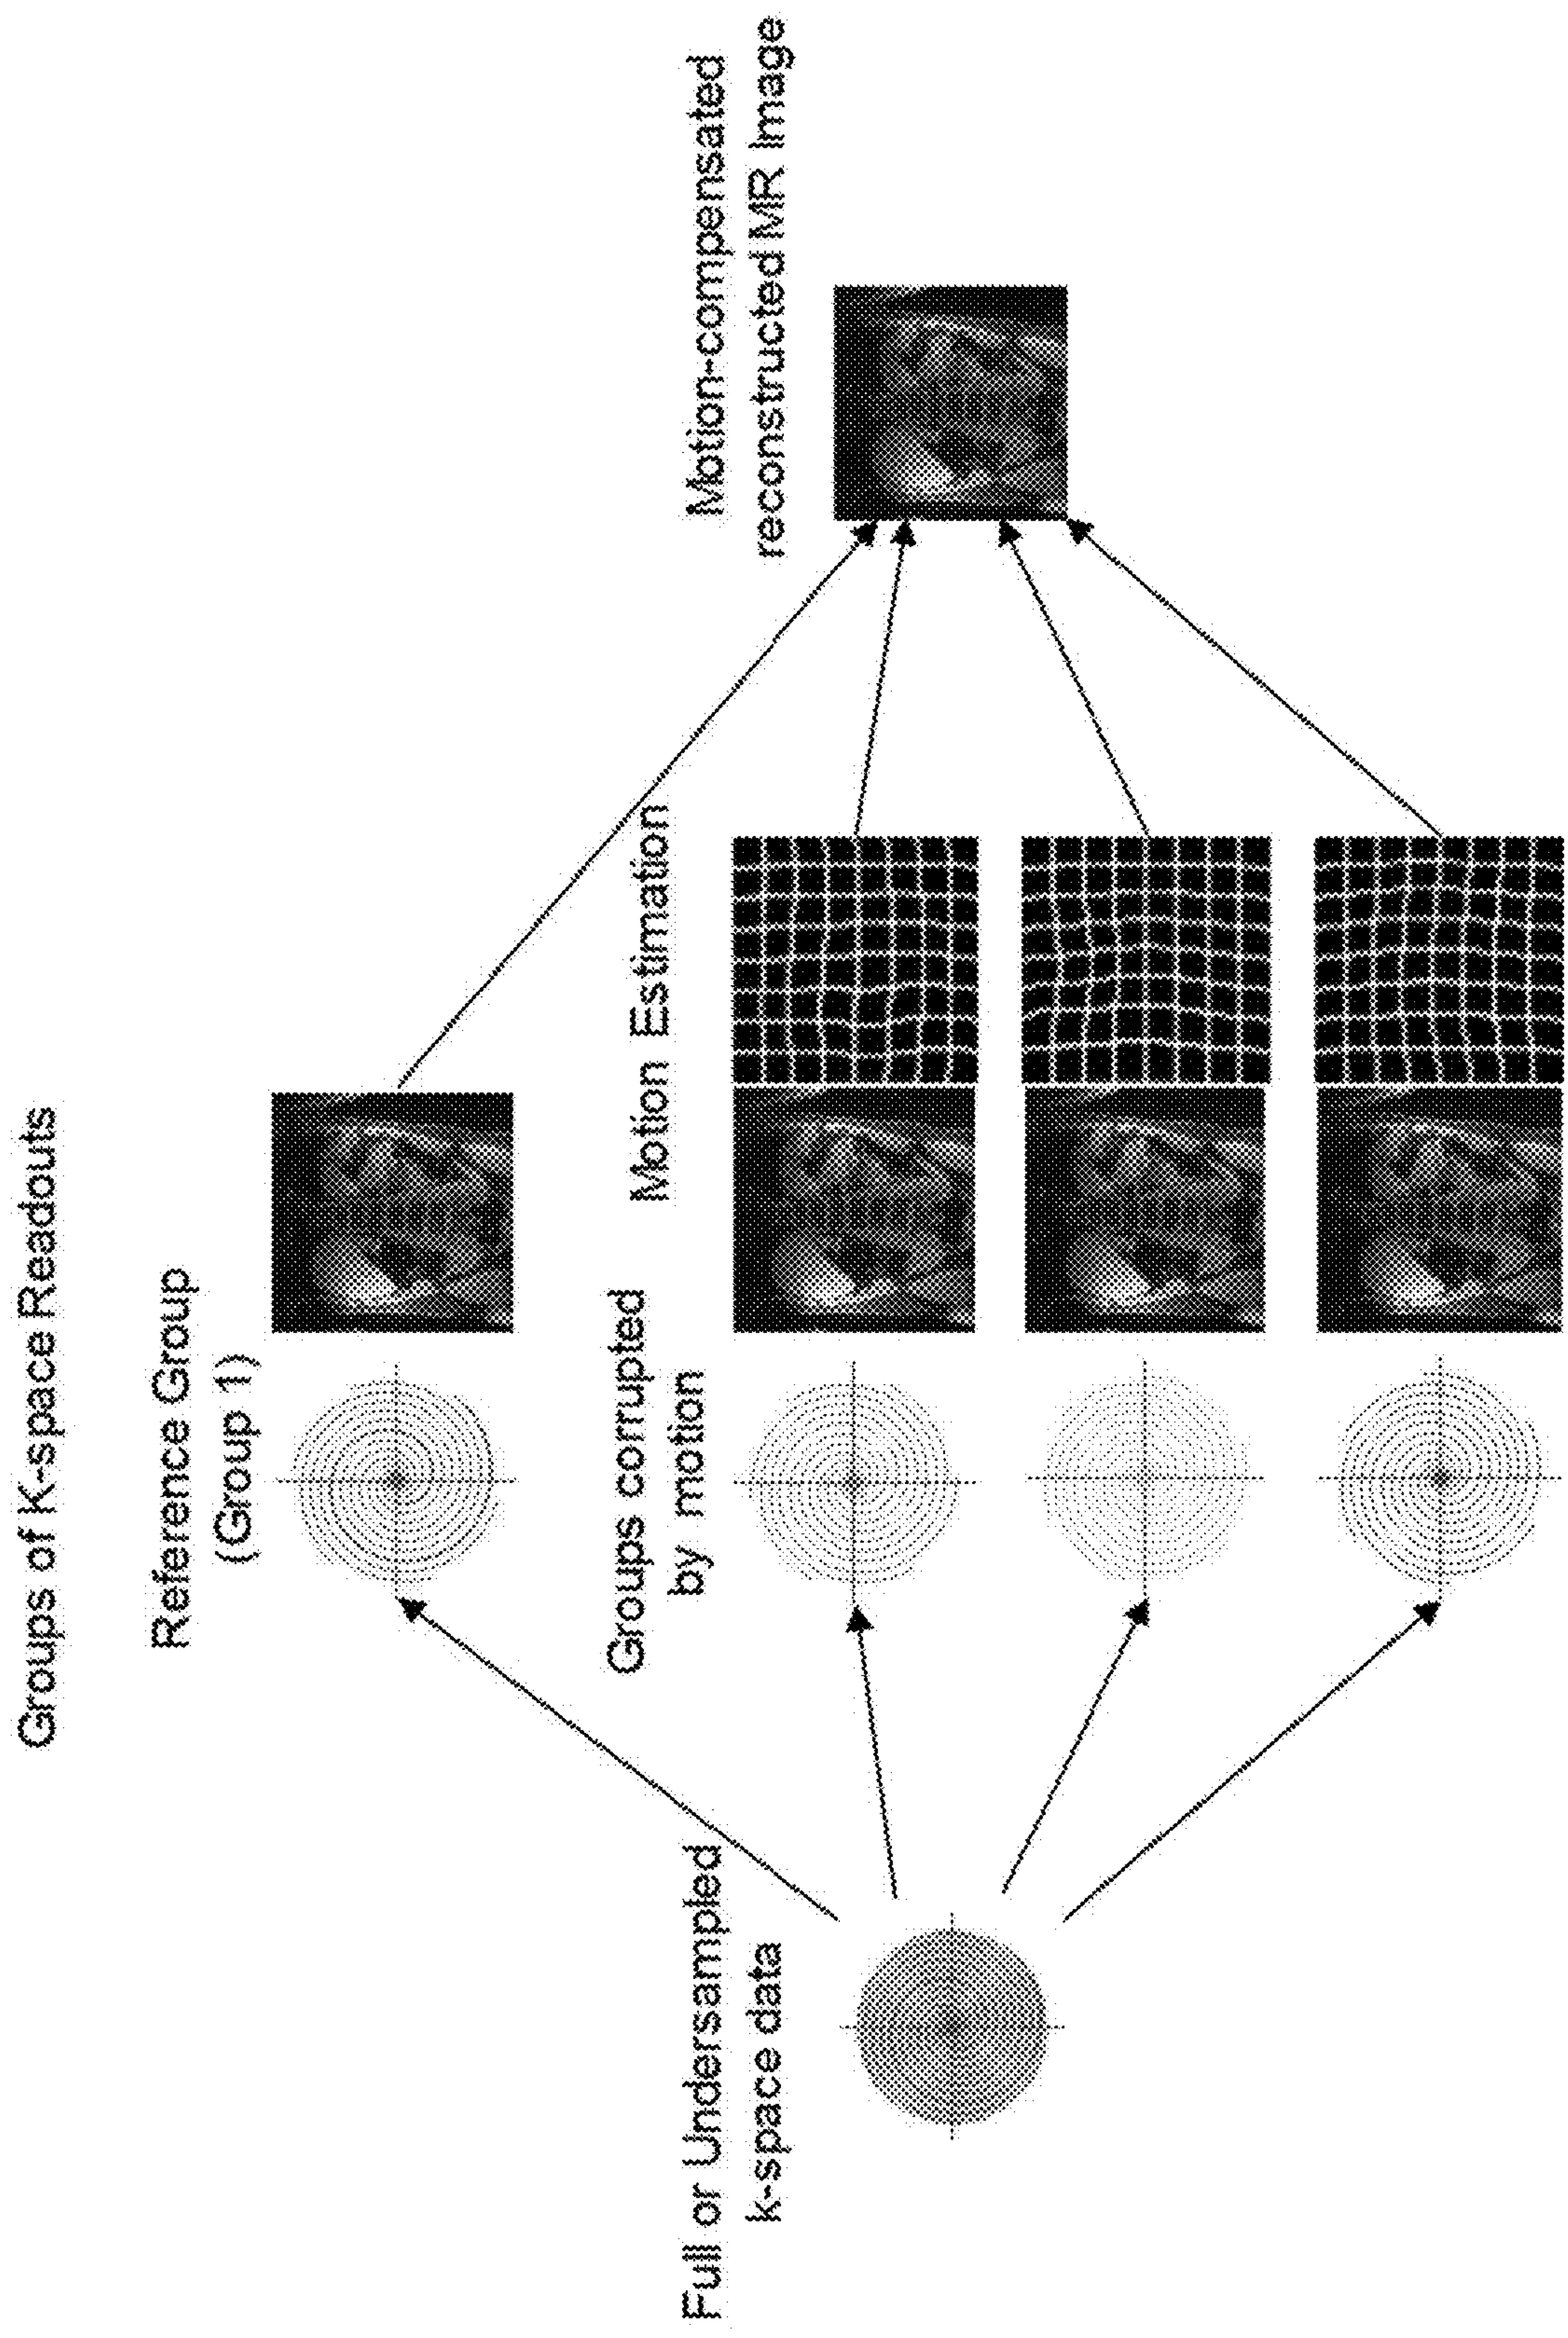 Groups of K-space Readouts
Reference Group
(Group 1)
Full or Undersampled
k-space data
Groups corrupted
by motion
Motion Estimation
Motion-compensated
reconstructed MR Image